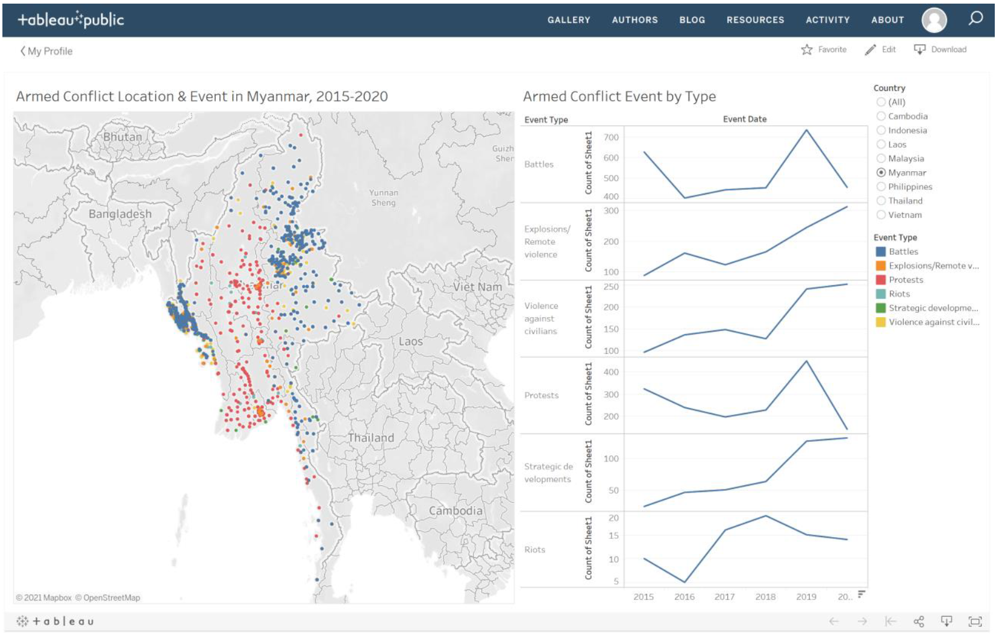 +ableau public
GALLERY AUTHORS BLOG RESOURCES ACTIVITY ABOUT
My Profile
Favorite Edit Download
Armed Conflict Location & Event in Myanmar, 2015-2020
Bhutan
Guizh
Sher
Yunnan
Sheng
Bangladesh
Viet Nam
Laos
Thailand
Cambodia
© 2021 Mapbox © OpenStreetMap
Armed Conflict Event by Type
Event Type Event Date
Battles
Count of Sheet1
700
600
500
400
Explosions/
Remote
violence
Count of Sheet1
300
200
100
Violence
against
civilians
Count of Sheet1
250
200
150
100
Protests
Count of Sheet1
400
300
200
Strategic de
velopments
Count of Sheet1
100
50
Riots
Count of Sheet1
20
15
10
5
2015 2016 2017 2018 2019 20..
Country
(All)
Cambodia
Indonesia
Laos
Malaysia
Myanmar
Philippines
Thailand
Vietnam
Event Type
Battles
Explosions/Remote v...
Protests
Riots
Strategic developme...
Violence against civil...
+ableau